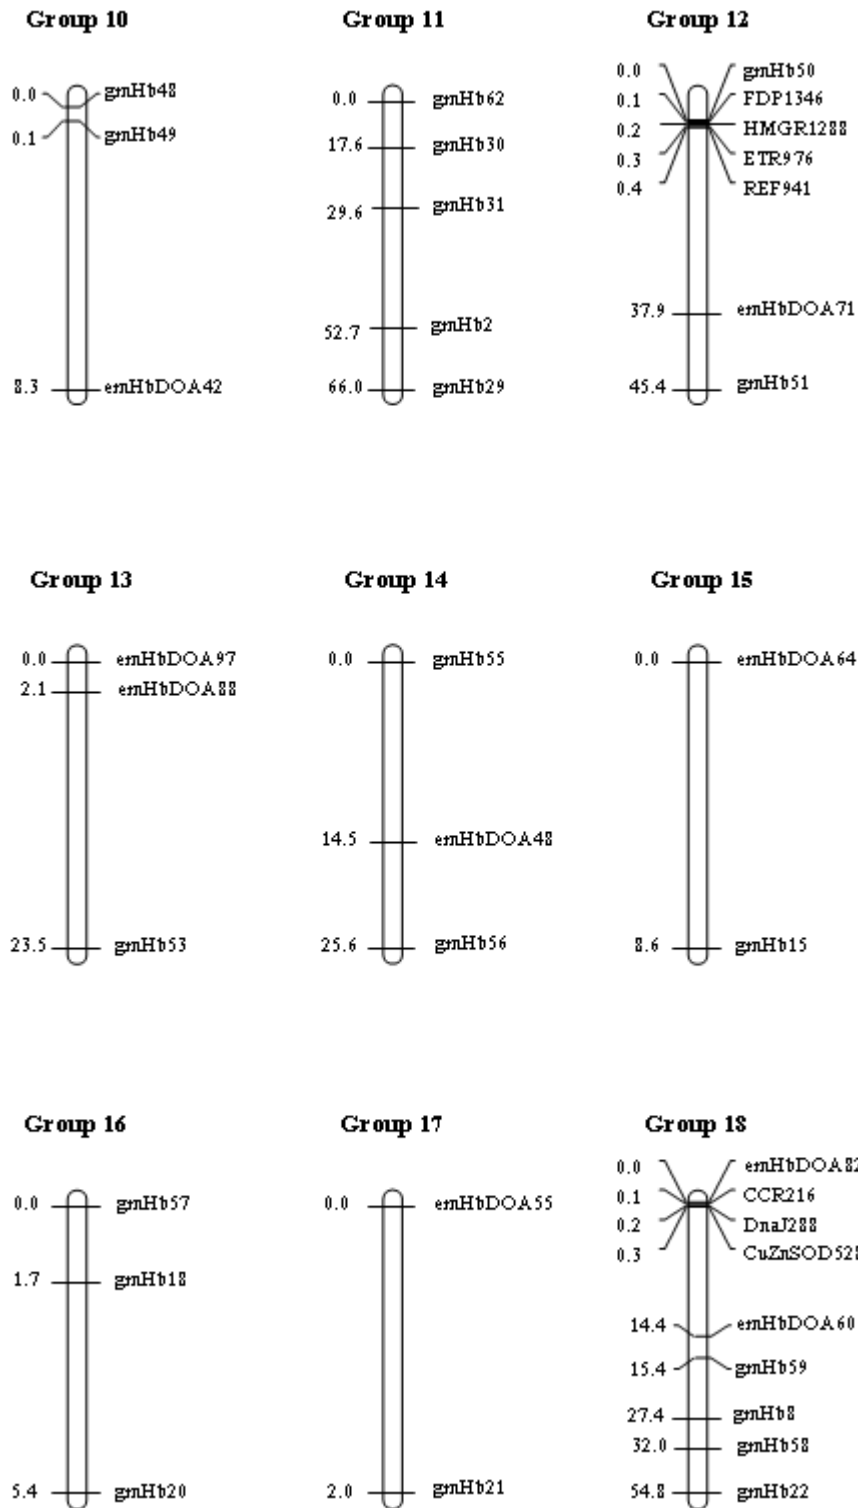 Group 10
0.0 gmHb48
0.1 gmHb49
8.3 emHbDOA42
Group 11
0.0 gmHb62
17.6 gmHb30
29.6 gmHb31
52.7 gmHb2
66.0 gmHb29
Group 12
0.0 gmHb50
0.1 FDP1346
0.2 HMGR1288
0.3 ETR976
0.4 REF941
37.9 emHbDOA71
45.4 gmHb51
Group 13
0.0 emHbDOA97
2.1 emHbDOA88
23.5 gmHb53
Group 14
0.0 gmHb55
14.5 emHbDOA48
25.6 gmHb56
Group 15
0.0 emHbDOA64
8.6 gmHb15
Group 16
0.0 gmHb57
1.7 gmHb18
5.4 gmHb20
Group 17
0.0 emHbDOA55
2.0 gmHb21
Group 18
0.0 emHbDOA82
0.1 CCR216
0.2 DnaJ288
0.3 CuZnSOD528
14.4 emHbDOA60
15.4 gmHb59
27.4 gmHb8
32.0 gmHb58
54.8 gmHb22